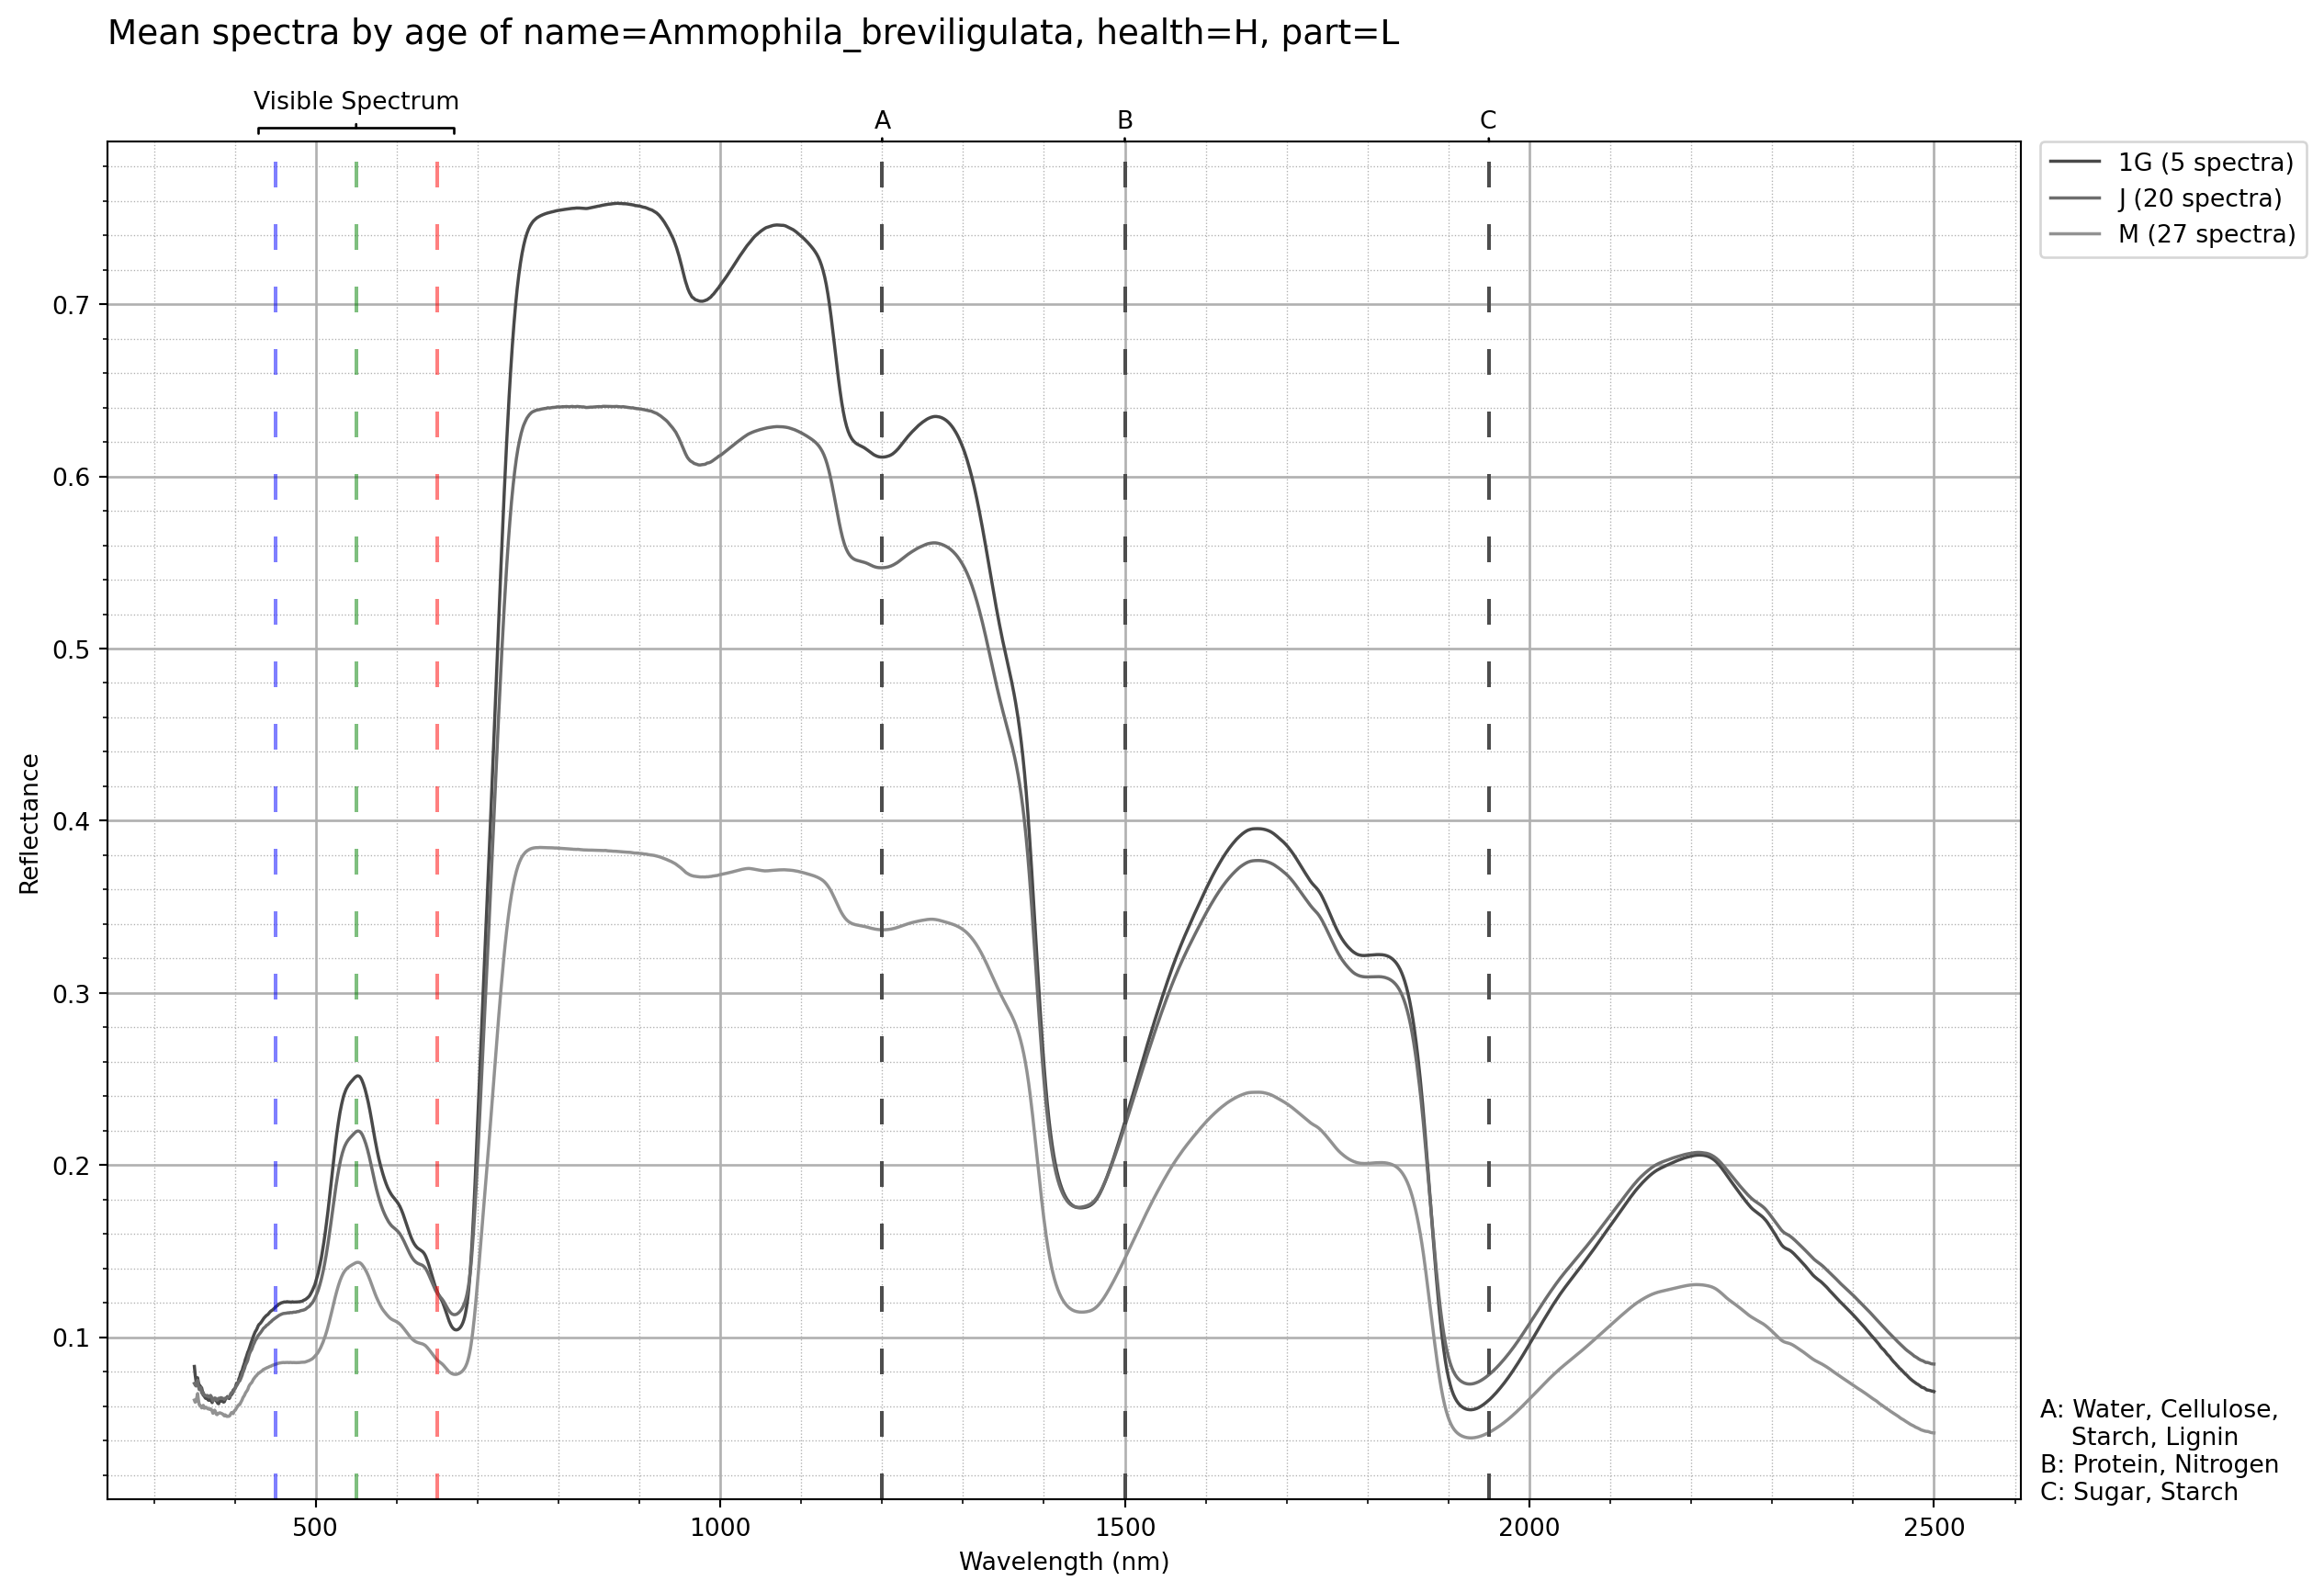 Mean spectra by age of name=Ammophila_breviligulata, health=H, part=L
Visible Spectrum
A
B
C
1G (5 spectra)
J (20 spectra)
M (27 spectra)
0.7
0.6
0.5
0.4
0.3
0.2
0.1
Reflectance
500
1000
1500
2000
2500
Wavelength (nm)
A: Water, Cellulose,
Starch, Lignin
B: Protein, Nitrogen
C: Sugar, Starch